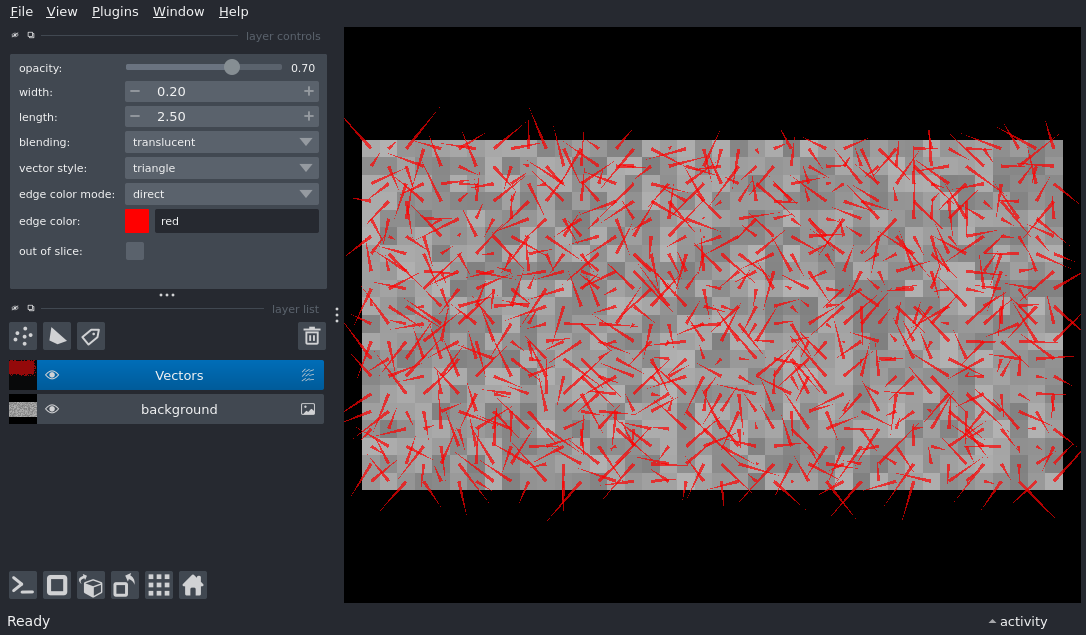 File View Plugins Window Help
layer controls
opacity: 0.70
width: − 0.20 +
length: − 2.50 +
blending: translucent
vector style: triangle
edge color mode: direct
edge color: red
out of slice:
layer list
Vectors
background
Ready
activity